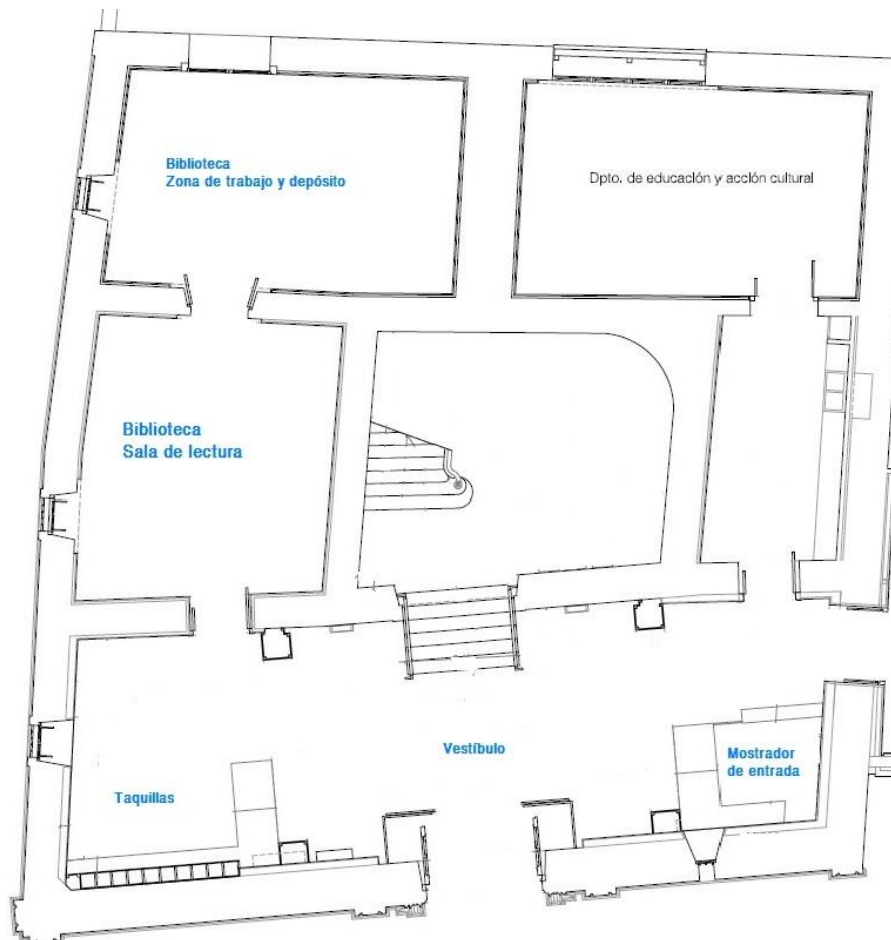 Biblioteca
Zona de trabajo y depósito
Dpto. de educación y acción cultural
Biblioteca
Sala de lectura
Vestíbulo
Mostrador
de entrada
Taquillas